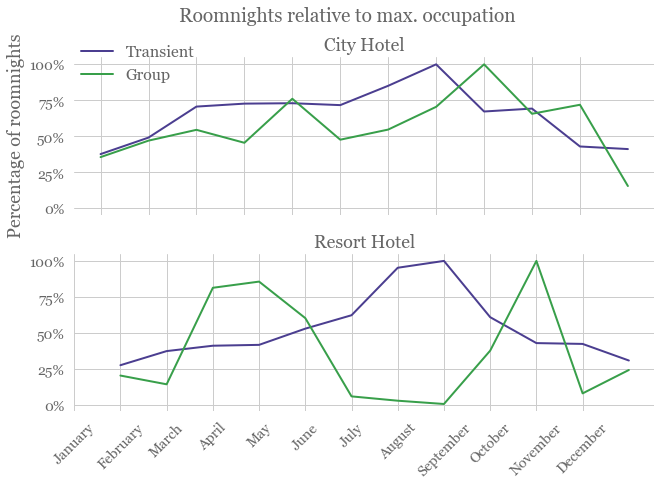 Roomnights relative to max. occupation
City Hotel
Transient
Group
Percentage of roomnights
100%
75%
50%
25%
0%
Resort Hotel
100%
75%
50%
25%
0%
January
February
March
April
May
June
July
August
September
October
November
December